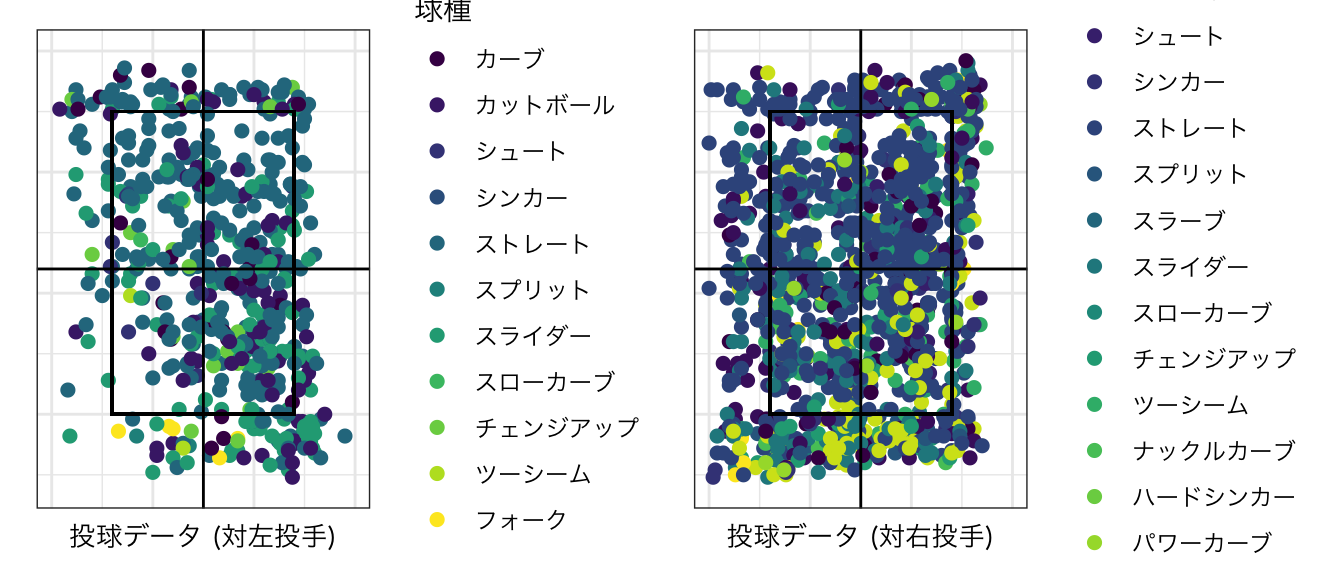 球種
カーブ
カットボール
シュート
シンカー
ストレート
スプリット
スライダー
スローカーブ
チェンジアップ
ツーシーム
フォーク
投球データ (対左投手)
シュート
シンカー
ストレート
スプリット
スラーブ
スライダー
スローカーブ
チェンジアップ
ツーシーム
ナックルカーブ
ハードシンカー
パワーカーブ
投球データ (対右投手)